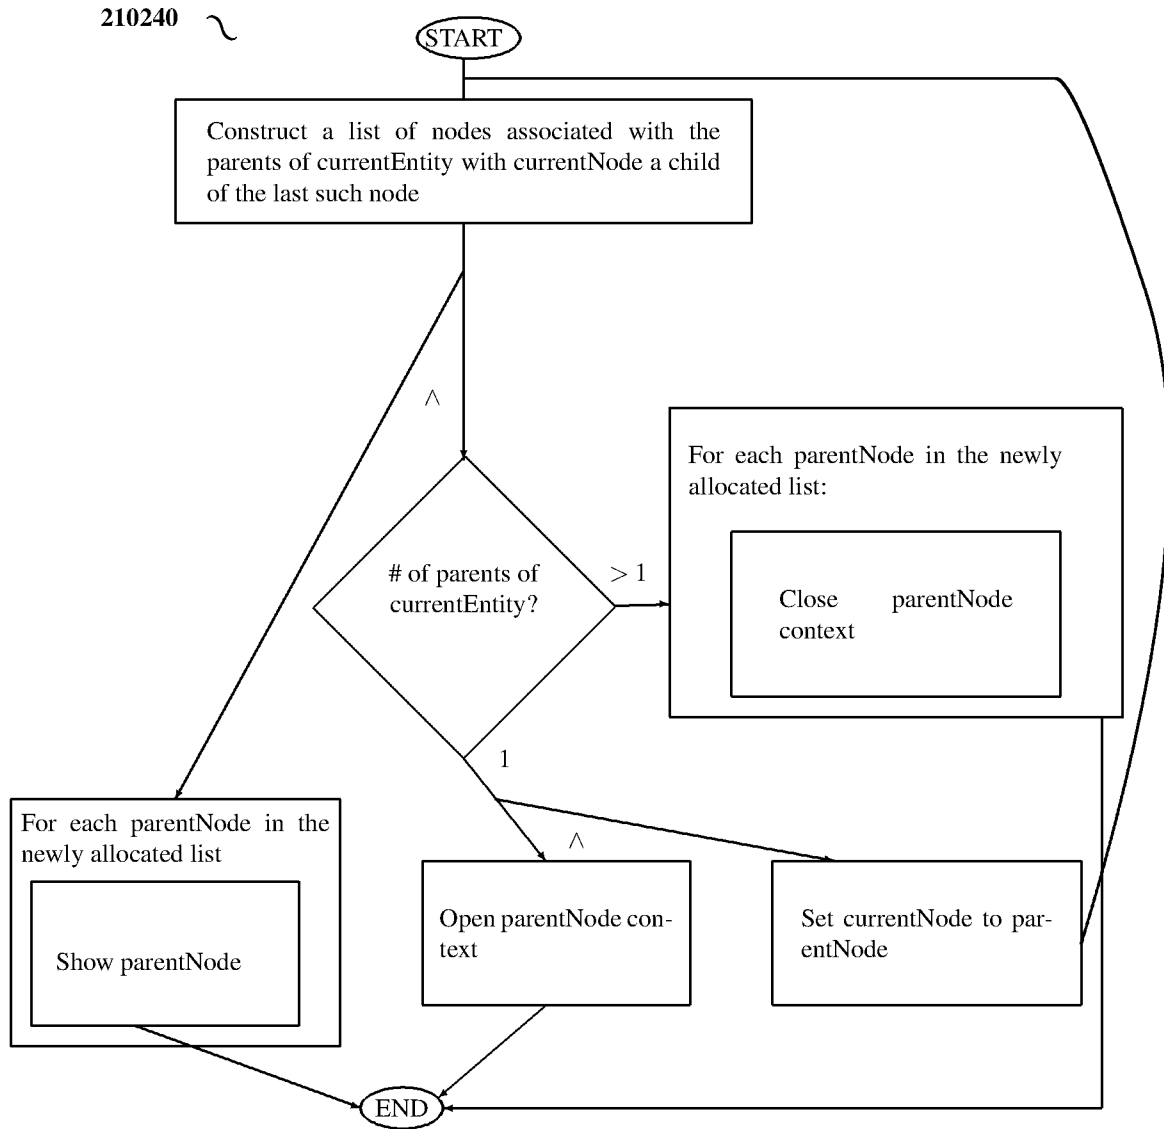 210240
START
Construct a list of nodes associated with the
parents of currentEntity with currentNode a child
of the last such node
∧
For each parentNode in the newly
allocated list:
# of parents of
currentEntity?
> 1
Close parentNode
context
1
For each parentNode in the
newly allocated list
∧
Open parentNode con-
text
Set currentNode to par-
entNode
Show parentNode
END